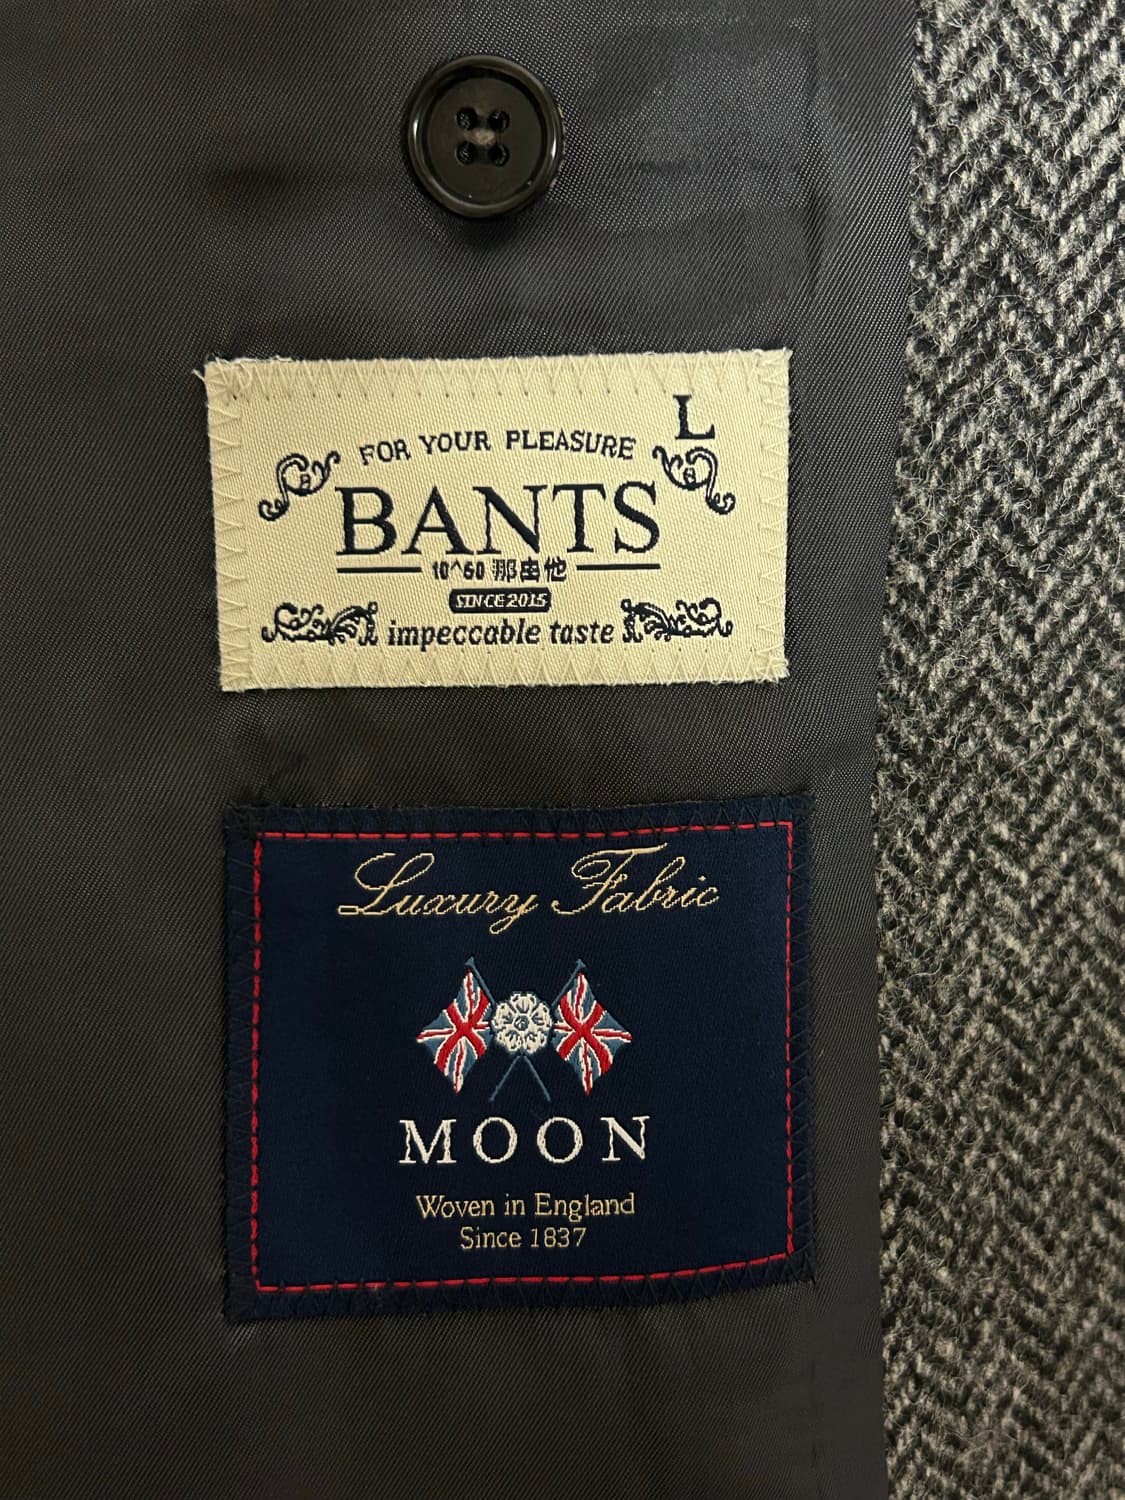 L
FOR YOUR PLEASURE
BANTS
10^60 那由他
SINCE 2015
impeccable taste
Luxury Fabric
MOON
Woven in England
Since 1837